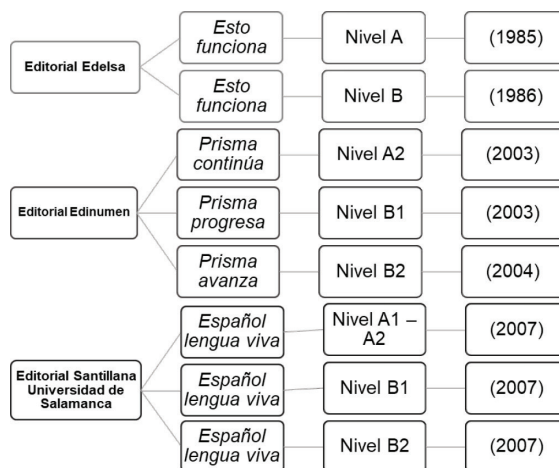 Editorial Edelsa
Esto
funciona
Nivel A
(1985)
Esto
funciona
Nivel B
(1986)
Editorial Edinumen
Prisma
continúa
Nivel A2
(2003)
Prisma
progresa
Nivel B1
(2003)
Prisma
avanza
Nivel B2
(2004)
Editorial Santillana
Universidad de
Salamanca
Español
lengua viva
Nivel A1 –
A2
(2007)
Español
lengua viva
Nivel B1
(2007)
Español
lengua viva
Nivel B2
(2007)